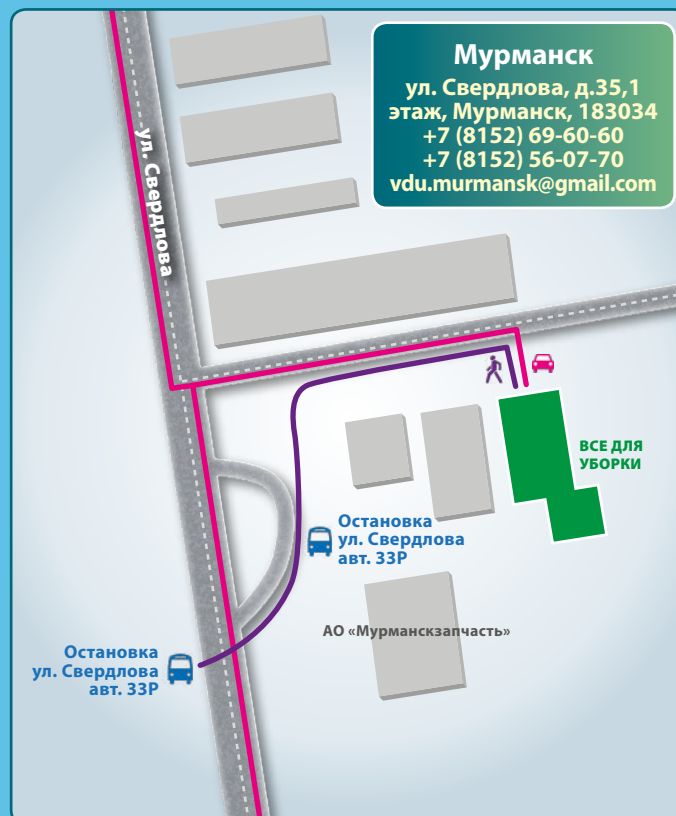 Мурманск
ул. Свердлова, д.35,1
этаж, Мурманск, 183034
+7 (8152) 69-60-60
+7 (8152) 56-07-70
vdu.murmansk@gmail.com
ул. Свердлова
ВСЕ ДЛЯ
УБОРКИ
Остановка
ул. Свердлова
авт. 33Р
АО «Мурманскзапчасть»
Остановка
ул. Свердлова
авт. 33Р